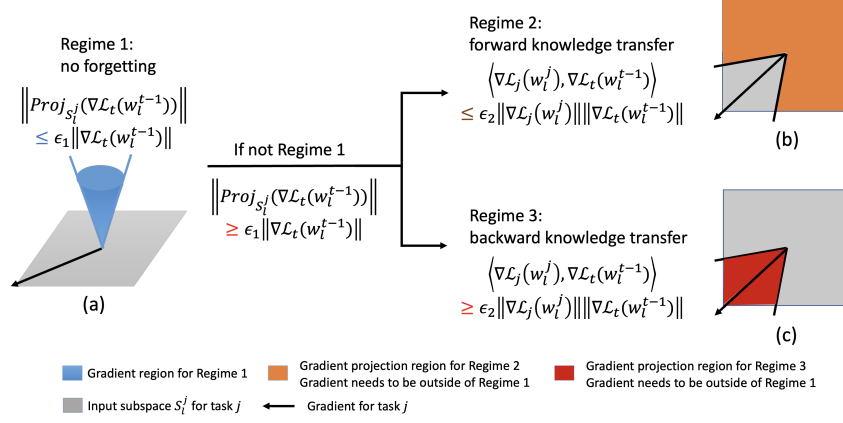 Regime 1:
no forgetting
‖Proj_{S_l^j}(∇ℒ_t(w_l^{t−1}))‖
≤ ϵ_1‖∇ℒ_t(w_l^{t−1})‖
(a)
If not Regime 1
‖Proj_{S_l^j}(∇ℒ_t(w_l^{t−1}))‖
≥ ϵ_1‖∇ℒ_t(w_l^{t−1})‖
Regime 2:
forward knowledge transfer
⟨∇ℒ_j(w_l^j), ∇ℒ_t(w_l^{t−1})⟩
≤ ϵ_2‖∇ℒ_j(w_l^j)‖‖∇ℒ_t(w_l^{t−1})‖
(b)
Regime 3:
backward knowledge transfer
⟨∇ℒ_j(w_l^j), ∇ℒ_t(w_l^{t−1})⟩
≥ ϵ_2‖∇ℒ_j(w_l^j)‖‖∇ℒ_t(w_l^{t−1})‖
(c)
Gradient region for Regime 1
Gradient projection region for Regime 2
Gradient needs to be outside of Regime 1
Gradient projection region for Regime 3
Gradient needs to be outside of Regime 1
Input subspace S_l^j for task j
Gradient for task j